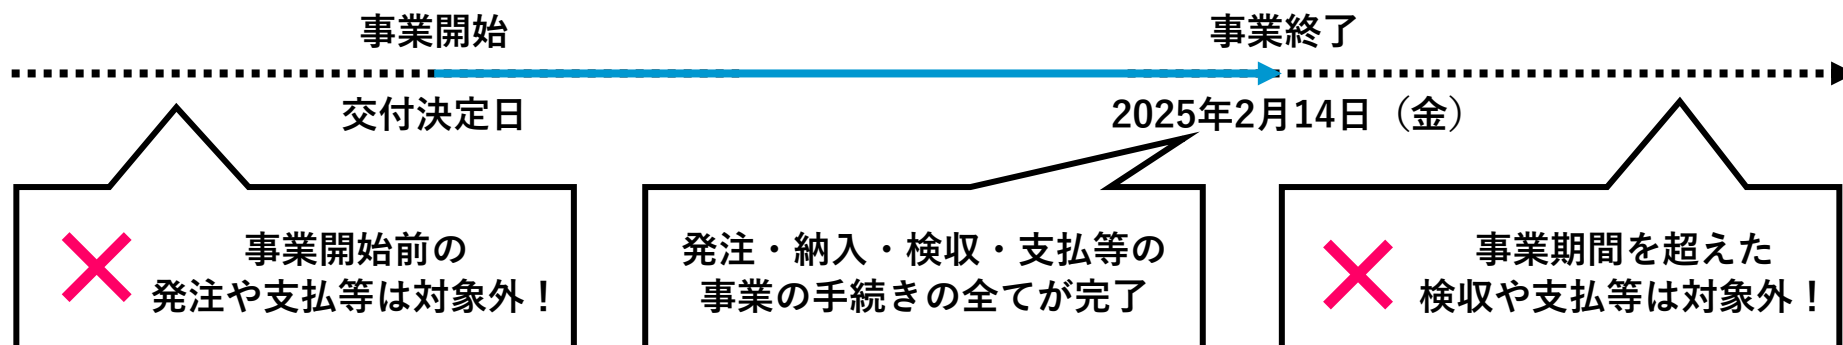 事業開始
事業終了
交付決定日
2025年2月14日（金）
事業開始前の
発注や支払等は対象外！
発注・納入・検収・支払等の
事業の手続きの全てが完了
事業期間を超えた
検収や支払等は対象外！